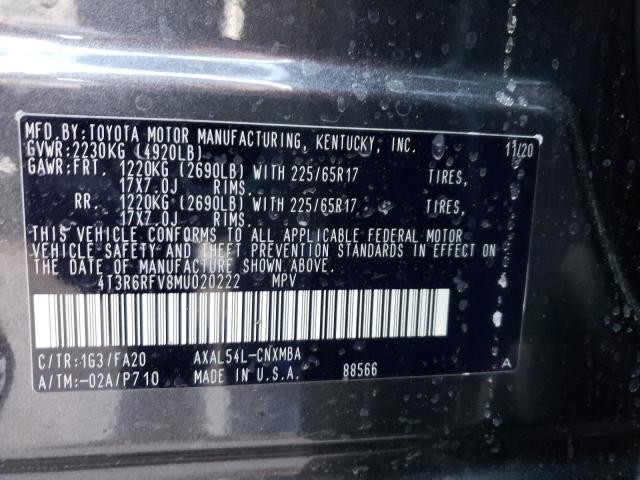 MFD.BY:TOYOTA MOTOR MANUFACTURING, KENTUCKY, INC. 11/20
GVWR:2230KG (4920LB)
GAWR:FRT. 1220KG (2690LB) WITH 225/65R17 TIRES,
17X7.0J RIMS.
RR. 1220KG (2690LB) WITH 225/65R17 TIRES,
17X7.0J RIMS.
THIS VEHICLE CONFORMS TO ALL APPLICABLE FEDERAL MOTOR
VEHICLE SAFETY AND THEFT PREVENTION STANDARDS IN EFFECT ON
THE DATE OF MANUFACTURE SHOWN ABOVE.
4T3R6RFV8MU020222 MPV
C/TR:1G3/FA20 AXAL54L-CNXMBA A
A/TM:-02A/P710 MADE IN U.S.A. 88566